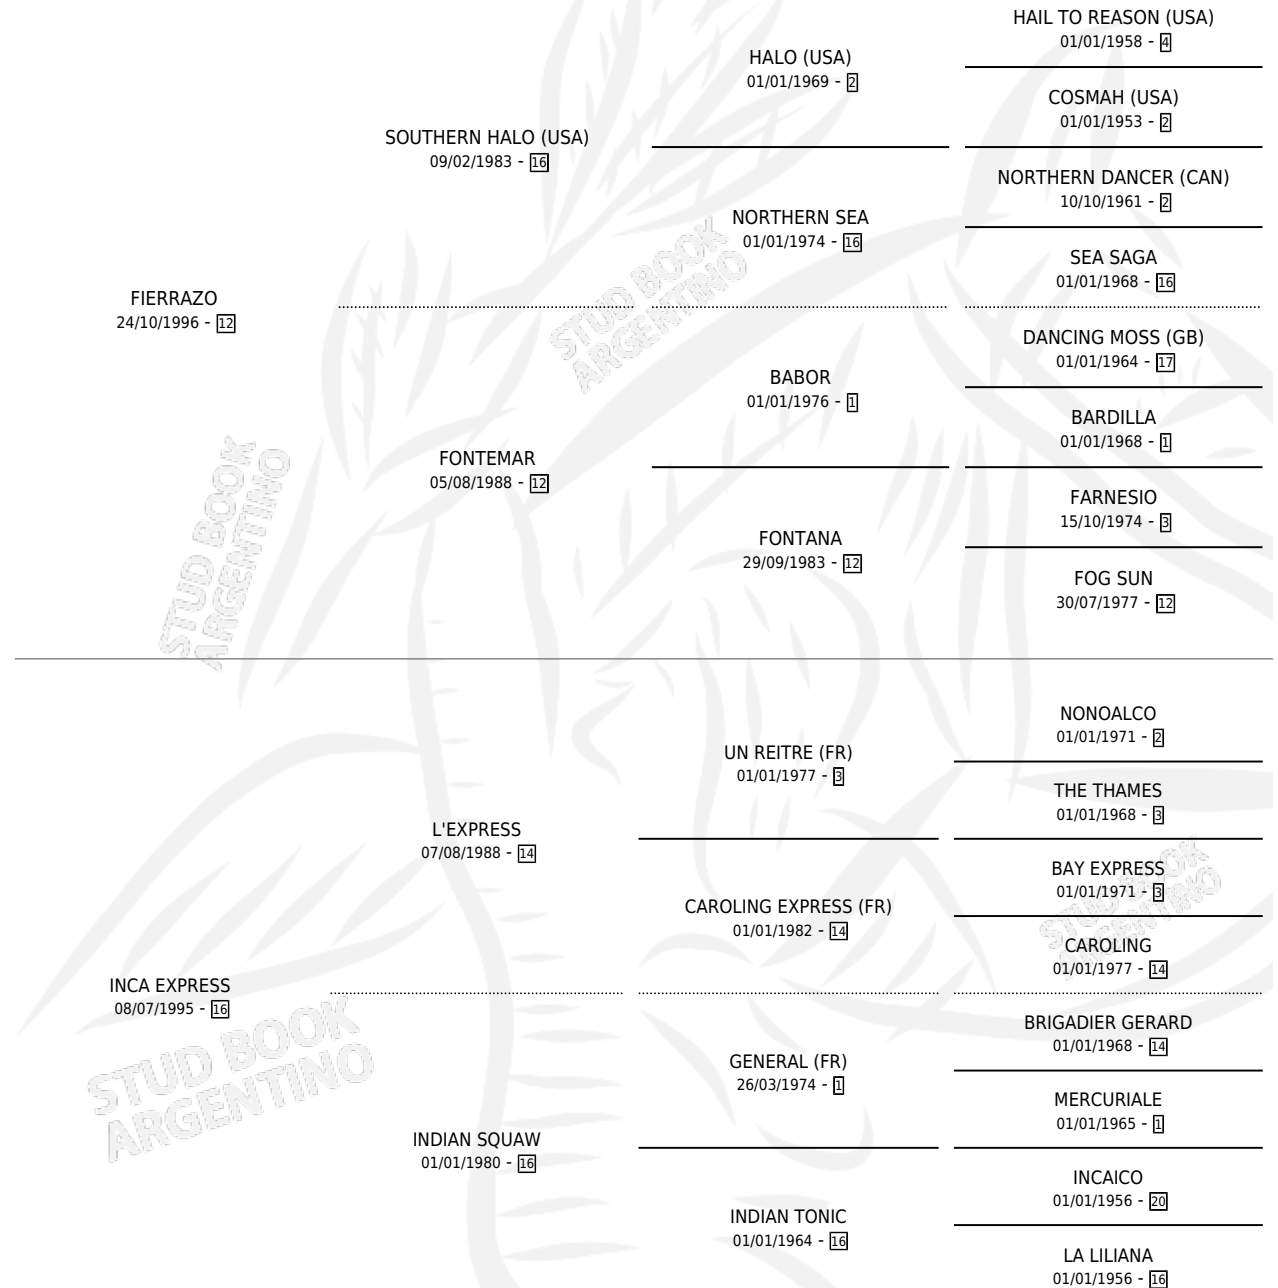 HAIL TO REASON (USA)
01/01/1958 - 4
HALO (USA)
01/01/1969 - 2
COSMAH (USA)
01/01/1953 - 2
SOUTHERN HALO (USA)
09/02/1983 - 16
NORTHERN DANCER (CAN)
10/10/1961 - 2
NORTHERN SEA
01/01/1974 - 16
SEA SAGA
01/01/1968 - 16
FIERRAZO
24/10/1996 - 12
DANCING MOSS (GB)
01/01/1964 - 17
BABOR
01/01/1976 - 1
BARDILLA
01/01/1968 - 1
FONTEMAR
05/08/1988 - 12
FARNESIO
15/10/1974 - 3
FONTANA
29/09/1983 - 12
FOG SUN
30/07/1977 - 12
NONOALCO
01/01/1971 - 2
UN REITRE (FR)
01/01/1977 - 3
THE THAMES
01/01/1968 - 3
L'EXPRESS
07/08/1988 - 14
BAY EXPRESS
01/01/1971 - 3
CAROLING EXPRESS (FR)
01/01/1982 - 14
CAROLING
01/01/1977 - 14
INCA EXPRESS
08/07/1995 - 16
BRIGADIER GERARD
01/01/1968 - 14
GENERAL (FR)
26/03/1974 - 1
MERCURIALE
01/01/1965 - 1
INDIAN SQUAW
01/01/1980 - 16
INCAICO
01/01/1956 - 20
INDIAN TONIC
01/01/1964 - 16
LA LILIANA
01/01/1956 - 16
STUD BOOK
ARGENTINO
STUD BOOK
ARGENTINO
STUD BOOK
ARGENTINO
STUD BOOK
ARGENTINO